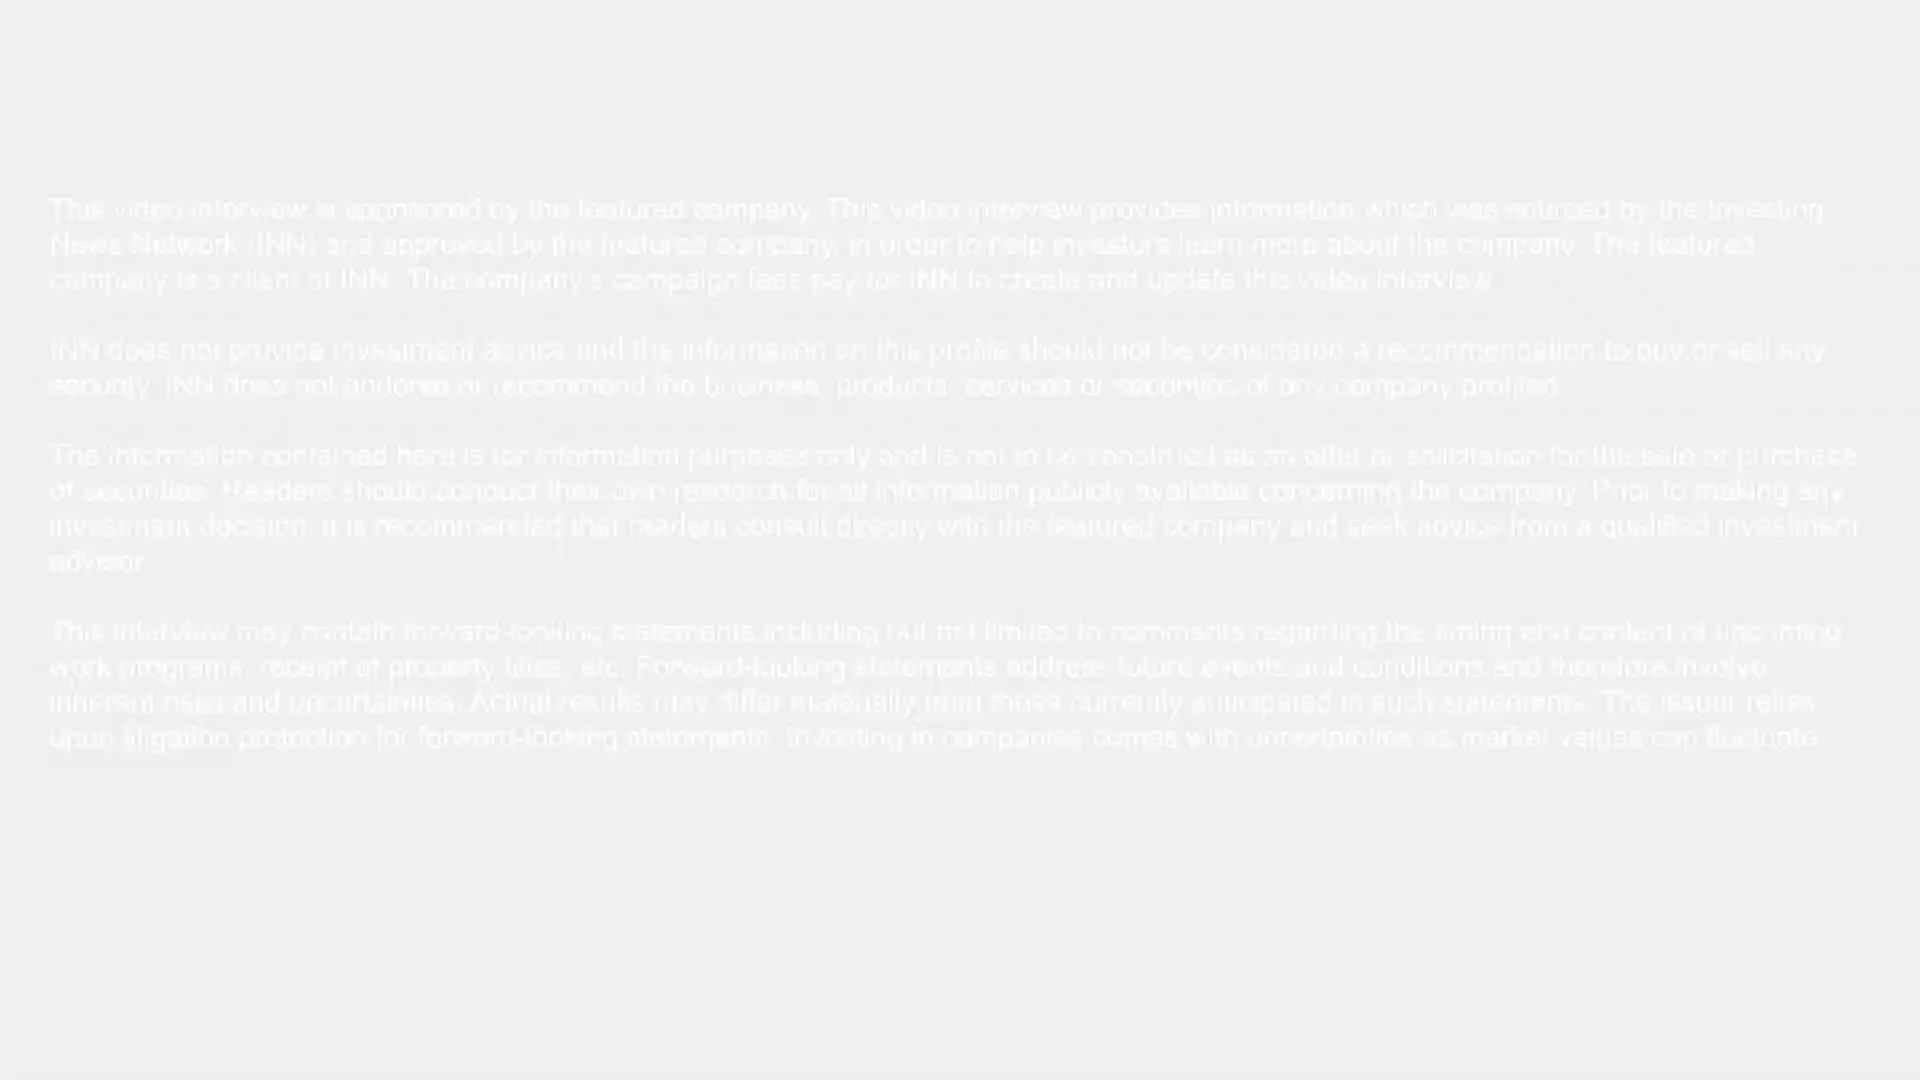 This video interview is sponsored by the featured company. This video interview provides information which was sourced by the Investing
News Network (INN) and approved by the featured company, in order to help investors learn more about the company. The featured
company is a client of INN. The company's campaign fees pay for INN to create and update this video interview.
INN does not provide investment advice and the information on this profile should not be considered a recommendation to buy or sell any
security. INN does not endorse or recommend the business, products, services or securities of any company profiled.
The information contained here is for information purposes only and is not to be construed as an offer or solicitation for the sale or purchase
of securities. Readers should conduct their own research for all information publicly available concerning the company. Prior to making any
investment decision, it is recommended that readers consult directly with the featured company and seek advice from a qualified investment
advisor.
This interview may contain forward-looking statements including but not limited to comments regarding the timing and content of upcoming
work programs, receipt of property titles, etc. Forward-looking statements address future events and conditions and therefore involve
inherent risks and uncertainties. Actual results may differ materially from those currently anticipated in such statements. The issuer relies
upon litigation protection for forward-looking statements. Investing in companies comes with uncertainties as market values can fluctuate.